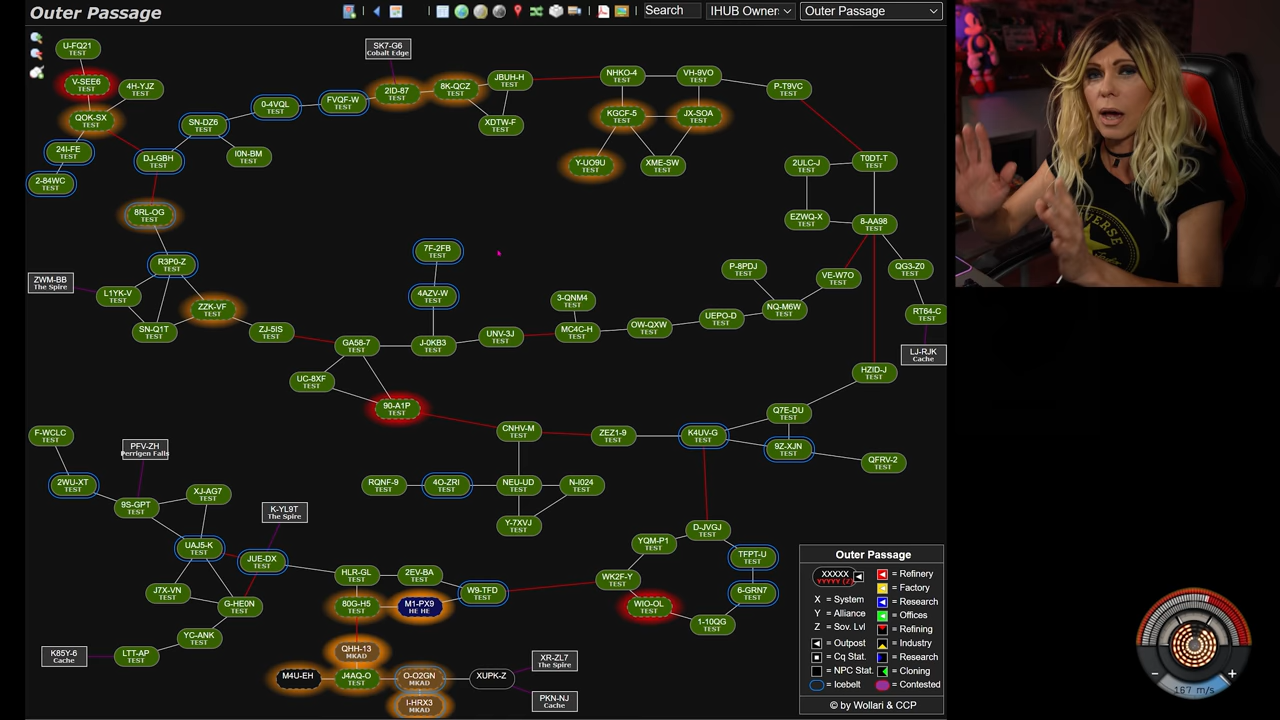 Outer Passage
Search
IHUB Owner
Outer Passage
U-FQ21
TEST
SK7-G6
Cobalt Edge
V-SEE6
TEST
4H-YJZ
TEST
2ID-87
TEST
8K-QCZ
TEST
JBUH-H
TEST
NHKO-4
TEST
VH-9VO
TEST
P-T9VC
TEST
0-4VQL
TEST
FVQF-W
TEST
QOK-SX
TEST
SN-DZ6
TEST
XDTW-F
TEST
KGCF-5
TEST
JX-SOA
TEST
24I-FE
TEST
DJ-GBH
TEST
I0N-BM
TEST
Y-UO9U
TEST
XME-SW
TEST
2ULC-J
TEST
T0DT-T
TEST
2-84WC
TEST
8RL-OG
TEST
EZWQ-X
TEST
8-AA98
TEST
7F-2FB
TEST
R3P0-Z
TEST
P-8PDJ
TEST
VE-W7O
TEST
QG3-Z0
TEST
ZWM-BB
The Spire
L1YK-V
TEST
4AZV-W
TEST
3-QNM4
TEST
ZZK-VF
TEST
NQ-M6W
TEST
RT64-C
TEST
SN-Q1T
TEST
ZJ-5IS
TEST
UNV-3J
TEST
MC4C-H
TEST
OW-QXW
TEST
UEPO-D
TEST
GA58-7
TEST
J-0KB3
TEST
LJ-RJK
Cache
UC-8XF
TEST
HZID-J
TEST
90-A1P
TEST
Q7E-DU
TEST
F-WCLC
TEST
CNHV-M
TEST
ZEZ1-9
TEST
K4UV-G
TEST
9Z-XJN
TEST
PFV-ZH
Perrigen Falls
QFRV-2
TEST
2WU-XT
TEST
XJ-AG7
TEST
RQNF-9
TEST
4O-ZRI
TEST
NEU-UD
TEST
N-I024
TEST
9S-GPT
TEST
K-YL9T
The Spire
Y-7XVJ
TEST
D-JVGJ
TEST
UAJ5-K
TEST
JUE-DX
TEST
YQM-P1
TEST
TFPT-U
TEST
HLR-GL
TEST
2EV-BA
TEST
WK2F-Y
TEST
J7X-VN
TEST
G-HE0N
TEST
80G-H5
TEST
M1-PX9
HE HE
W9-TFD
TEST
WIO-OL
TEST
6-GRN7
TEST
1-10QG
TEST
YC-ANK
TEST
K85Y-6
Cache
LTT-AP
TEST
QHH-13
MKAD
M4U-EH
J4AQ-O
TEST
O-O2GN
MKAD
XUPK-Z
XR-ZL7
The Spire
I-HRX3
MKAD
PKN-NJ
Cache
Outer Passage
XXXXX
YYYYY (Z)
X = System
Y = Alliance
Z = Sov. Lvl
= Outpost
= Cq Stat.
= NPC Stat.
= Icebelt
= Refinery
= Factory
= Research
= Offices
= Refining
= Industry
= Research
= Cloning
= Contested
© by Wollari & CCP
167 m/s